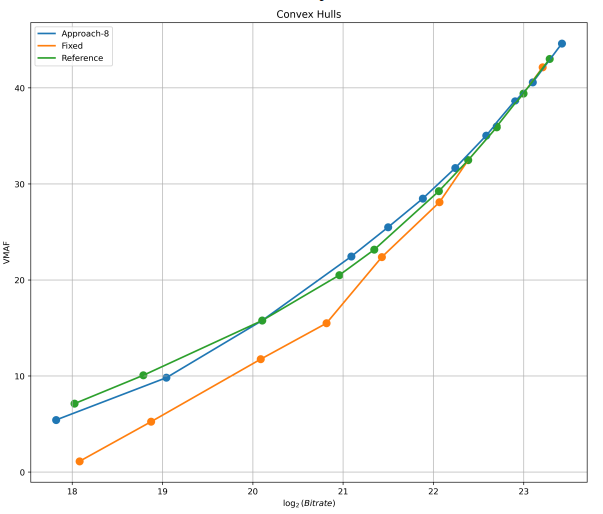 Convex Hulls
Approach-8
Fixed
Reference
VMAF
40
30
20
10
0
18 19 20 21 22 23
log₂(Bitrate)